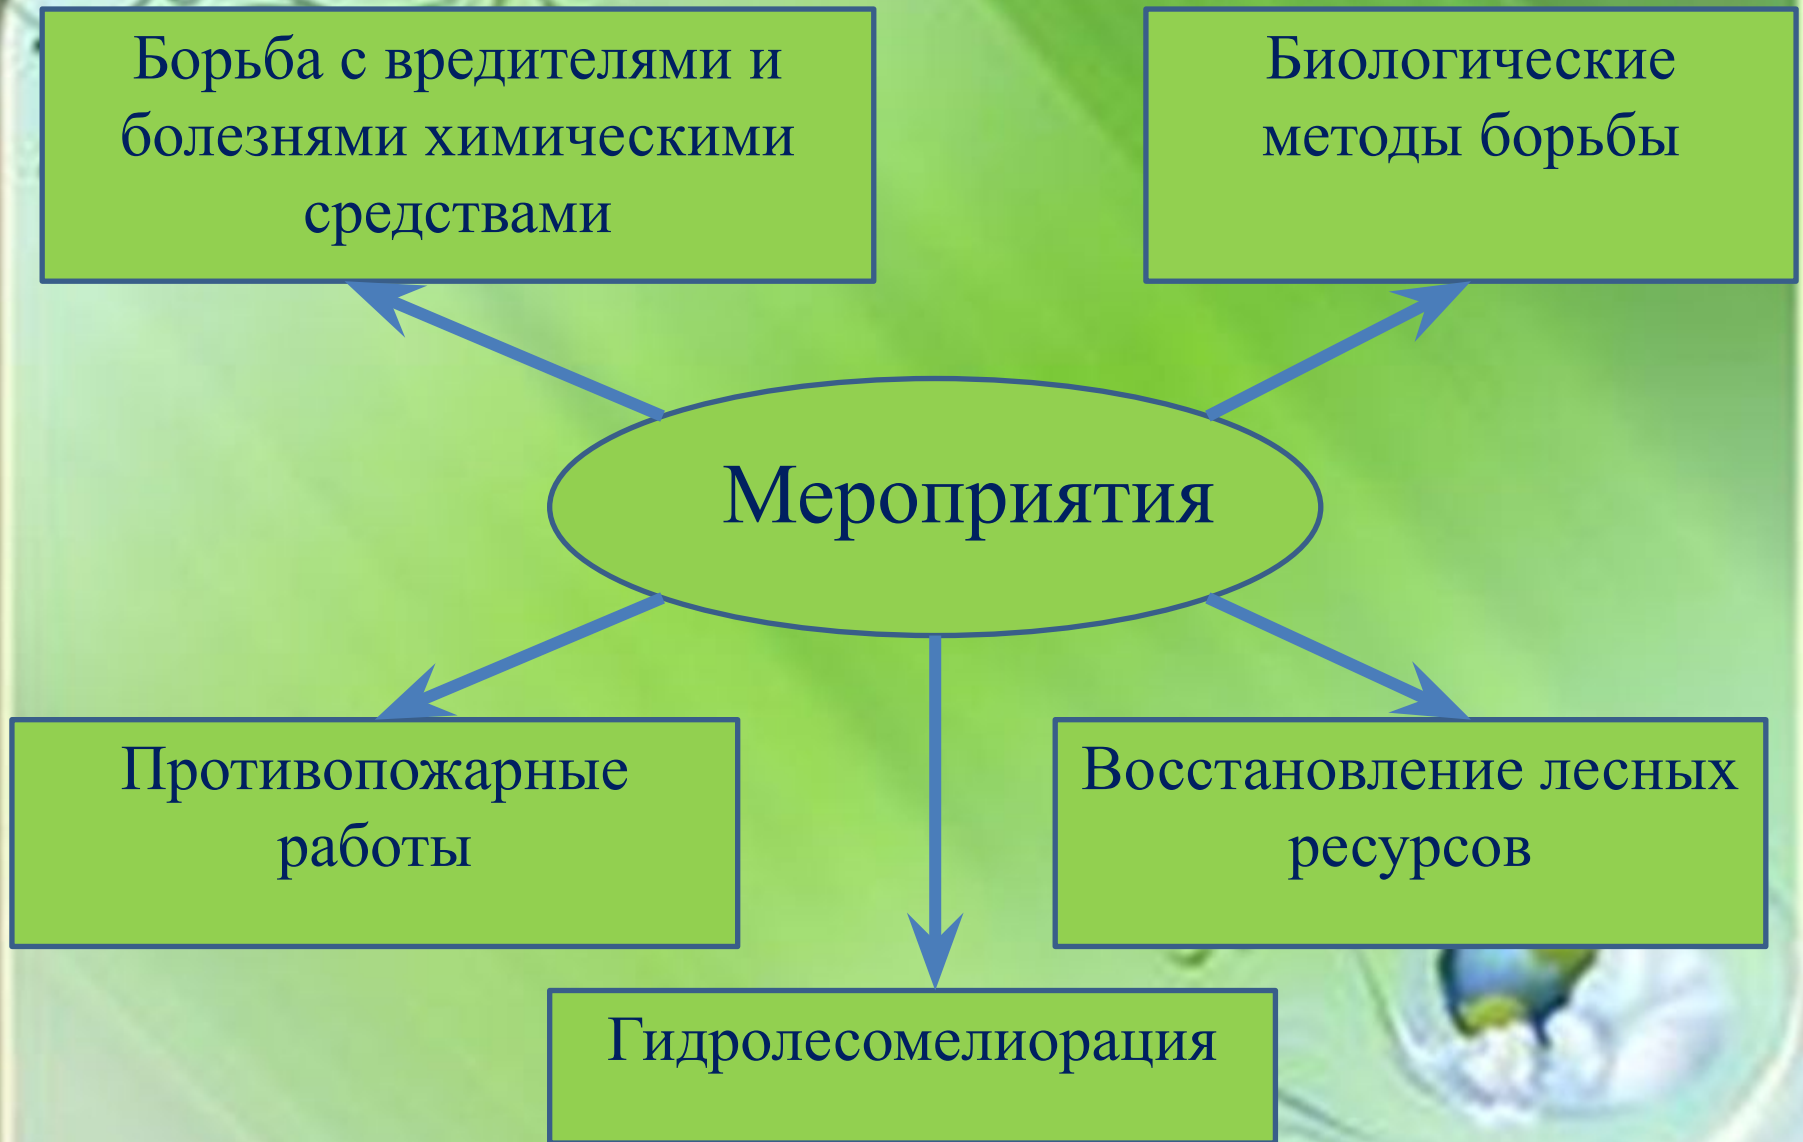 Борьба с вредителями и
болезнями химическими
средствами
Биологические
методы борьбы
Мероприятия
Противопожарные
работы
Восстановление лесных
ресурсов
Гидролесомелиорация